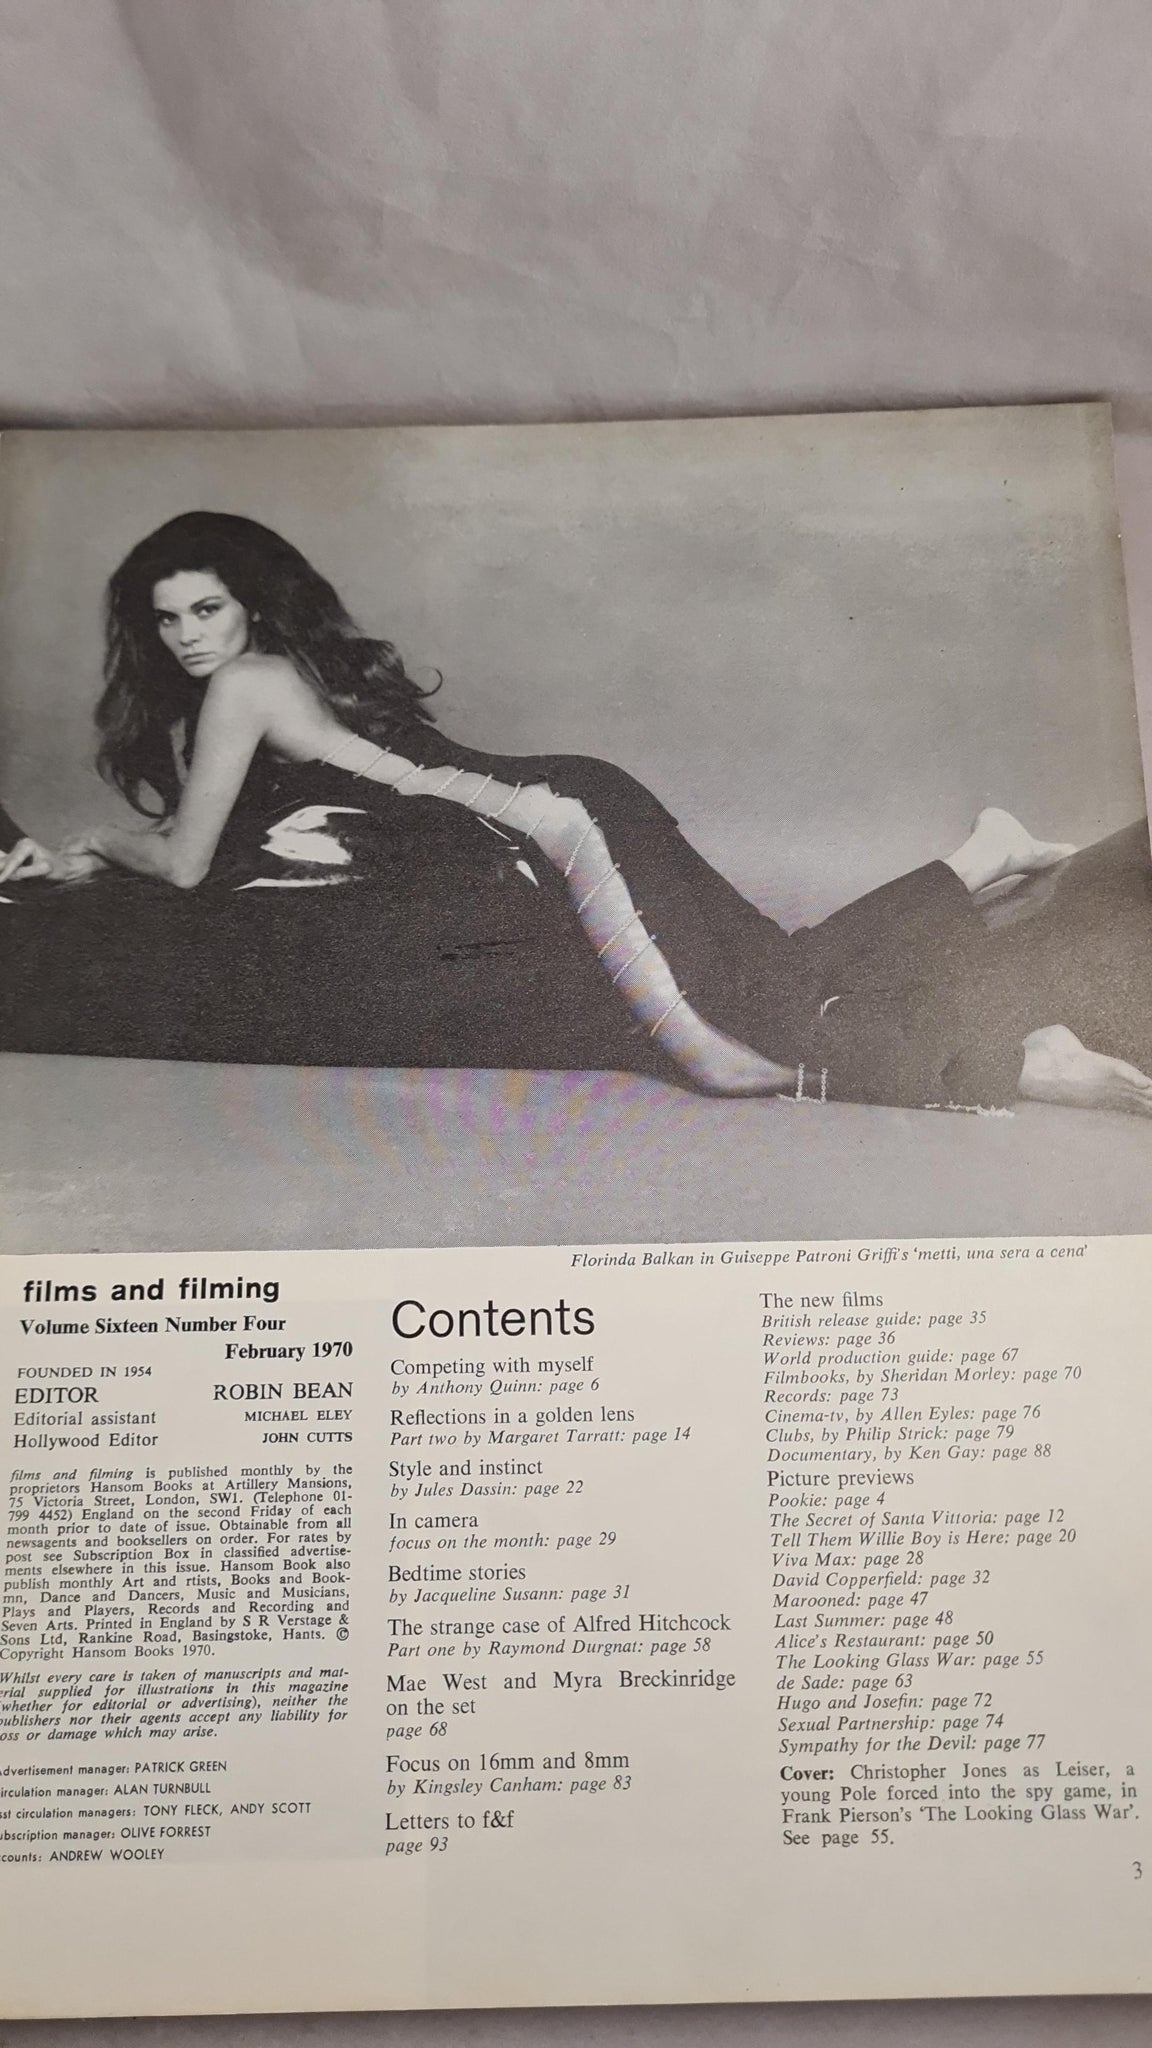 Florinda Balkan in Guiseppe Patroni Griffi's 'metti, una sera a cena'
films and filming
Volume Sixteen Number Four
February 1970
FOUNDED IN 1954
EDITOR ROBIN BEAN
Editorial assistant MICHAEL ELEY
Hollywood Editor JOHN CUTTS
films and filming is published monthly by the
proprietors Hansom Books at Artillery Mansions,
75 Victoria Street, London, SW1. (Telephone 01-
799 4452) England on the second Friday of each
month prior to date of issue. Obtainable from all
newsagents and booksellers on order. For rates by
post see Subscription Box in classified advertise-
ments elsewhere in this issue. Hansom Book also
publish monthly Art and rtists, Books and Book-
mn, Dance and Dancers, Music and Musicians,
Plays and Players, Records and Recording and
Seven Arts. Printed in England by S R Verstage &
Sons Ltd, Rankine Road, Basingstoke, Hants. ©
Copyright Hansom Books 1970.
Whilst every care is taken of manuscripts and mat-
erial supplied for illustrations in this magazine
(whether for editorial or advertising), neither the
publishers nor their agents accept any liability for
oss or damage which may arise.
dvertisement manager: PATRICK GREEN
irculation manager: ALAN TURNBULL
sst circulation managers: TONY FLECK, ANDY SCOTT
ubscription manager: OLIVE FORREST
counts: ANDREW WOOLEY
Contents
Competing with myself
by Anthony Quinn: page 6
Reflections in a golden lens
Part two by Margaret Tarratt: page 14
Style and instinct
by Jules Dassin: page 22
In camera
focus on the month: page 29
Bedtime stories
by Jacqueline Susann: page 31
The strange case of Alfred Hitchcock
Part one by Raymond Durgnat: page 58
Mae West and Myra Breckinridge
on the set
page 68
Focus on 16mm and 8mm
by Kingsley Canham: page 83
Letters to f&f
page 93
The new films
British release guide: page 35
Reviews: page 36
World production guide: page 67
Filmbooks, by Sheridan Morley: page 70
Records: page 73
Cinema-tv, by Allen Eyles: page 76
Clubs, by Philip Strick: page 79
Documentary, by Ken Gay: page 88
Picture previews
Pookie: page 4
The Secret of Santa Vittoria: page 12
Tell Them Willie Boy is Here: page 20
Viva Max: page 28
David Copperfield: page 32
Marooned: page 47
Last Summer: page 48
Alice's Restaurant: page 50
The Looking Glass War: page 55
de Sade: page 63
Hugo and Josefin: page 72
Sexual Partnership: page 74
Sympathy for the Devil: page 77
Cover: Christopher Jones as Leiser, a
young Pole forced into the spy game, in
Frank Pierson's 'The Looking Glass War'.
See page 55.
3